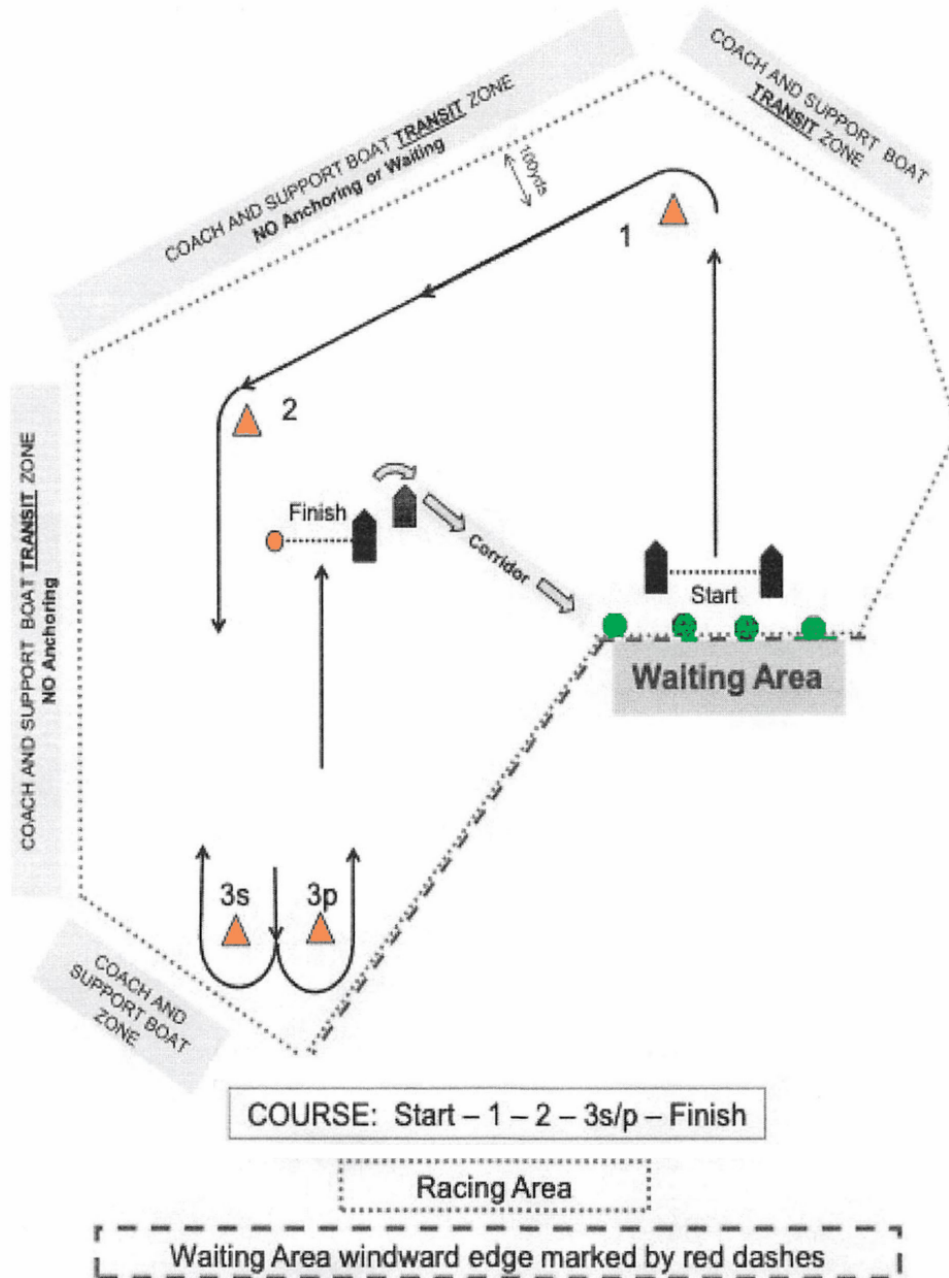 COACH AND SUPPORT BOAT
TRANSIT ZONE
COACH AND SUPPORT BOAT TRANSIT ZONE
NO Anchoring or Waiting
100yds
1
2
COACH AND SUPPORT BOAT TRANSIT ZONE
NO Anchoring
Finish
Corridor
Start
Waiting Area
3s
3p
COACH AND
SUPPORT BOAT
ZONE
COURSE: Start – 1 – 2 – 3s/p – Finish
Racing Area
Waiting Area windward edge marked by red dashes